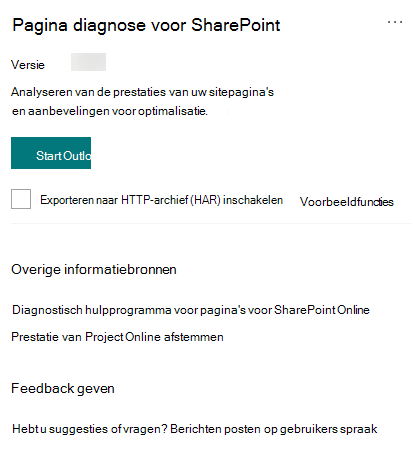 Pagina diagnose voor SharePoint
Versie
Analyseren van de prestaties van uw sitepagina's
en aanbevelingen voor optimalisatie.
Start Outlo
Exporteren naar HTTP-archief (HAR) inschakelen Voorbeeldfuncties
Overige informatiebronnen
Diagnostisch hulpprogramma voor pagina's voor SharePoint Online
Prestatie van Project Online afstemmen
Feedback geven
Hebt u suggesties of vragen? Berichten posten op gebruikers spraak